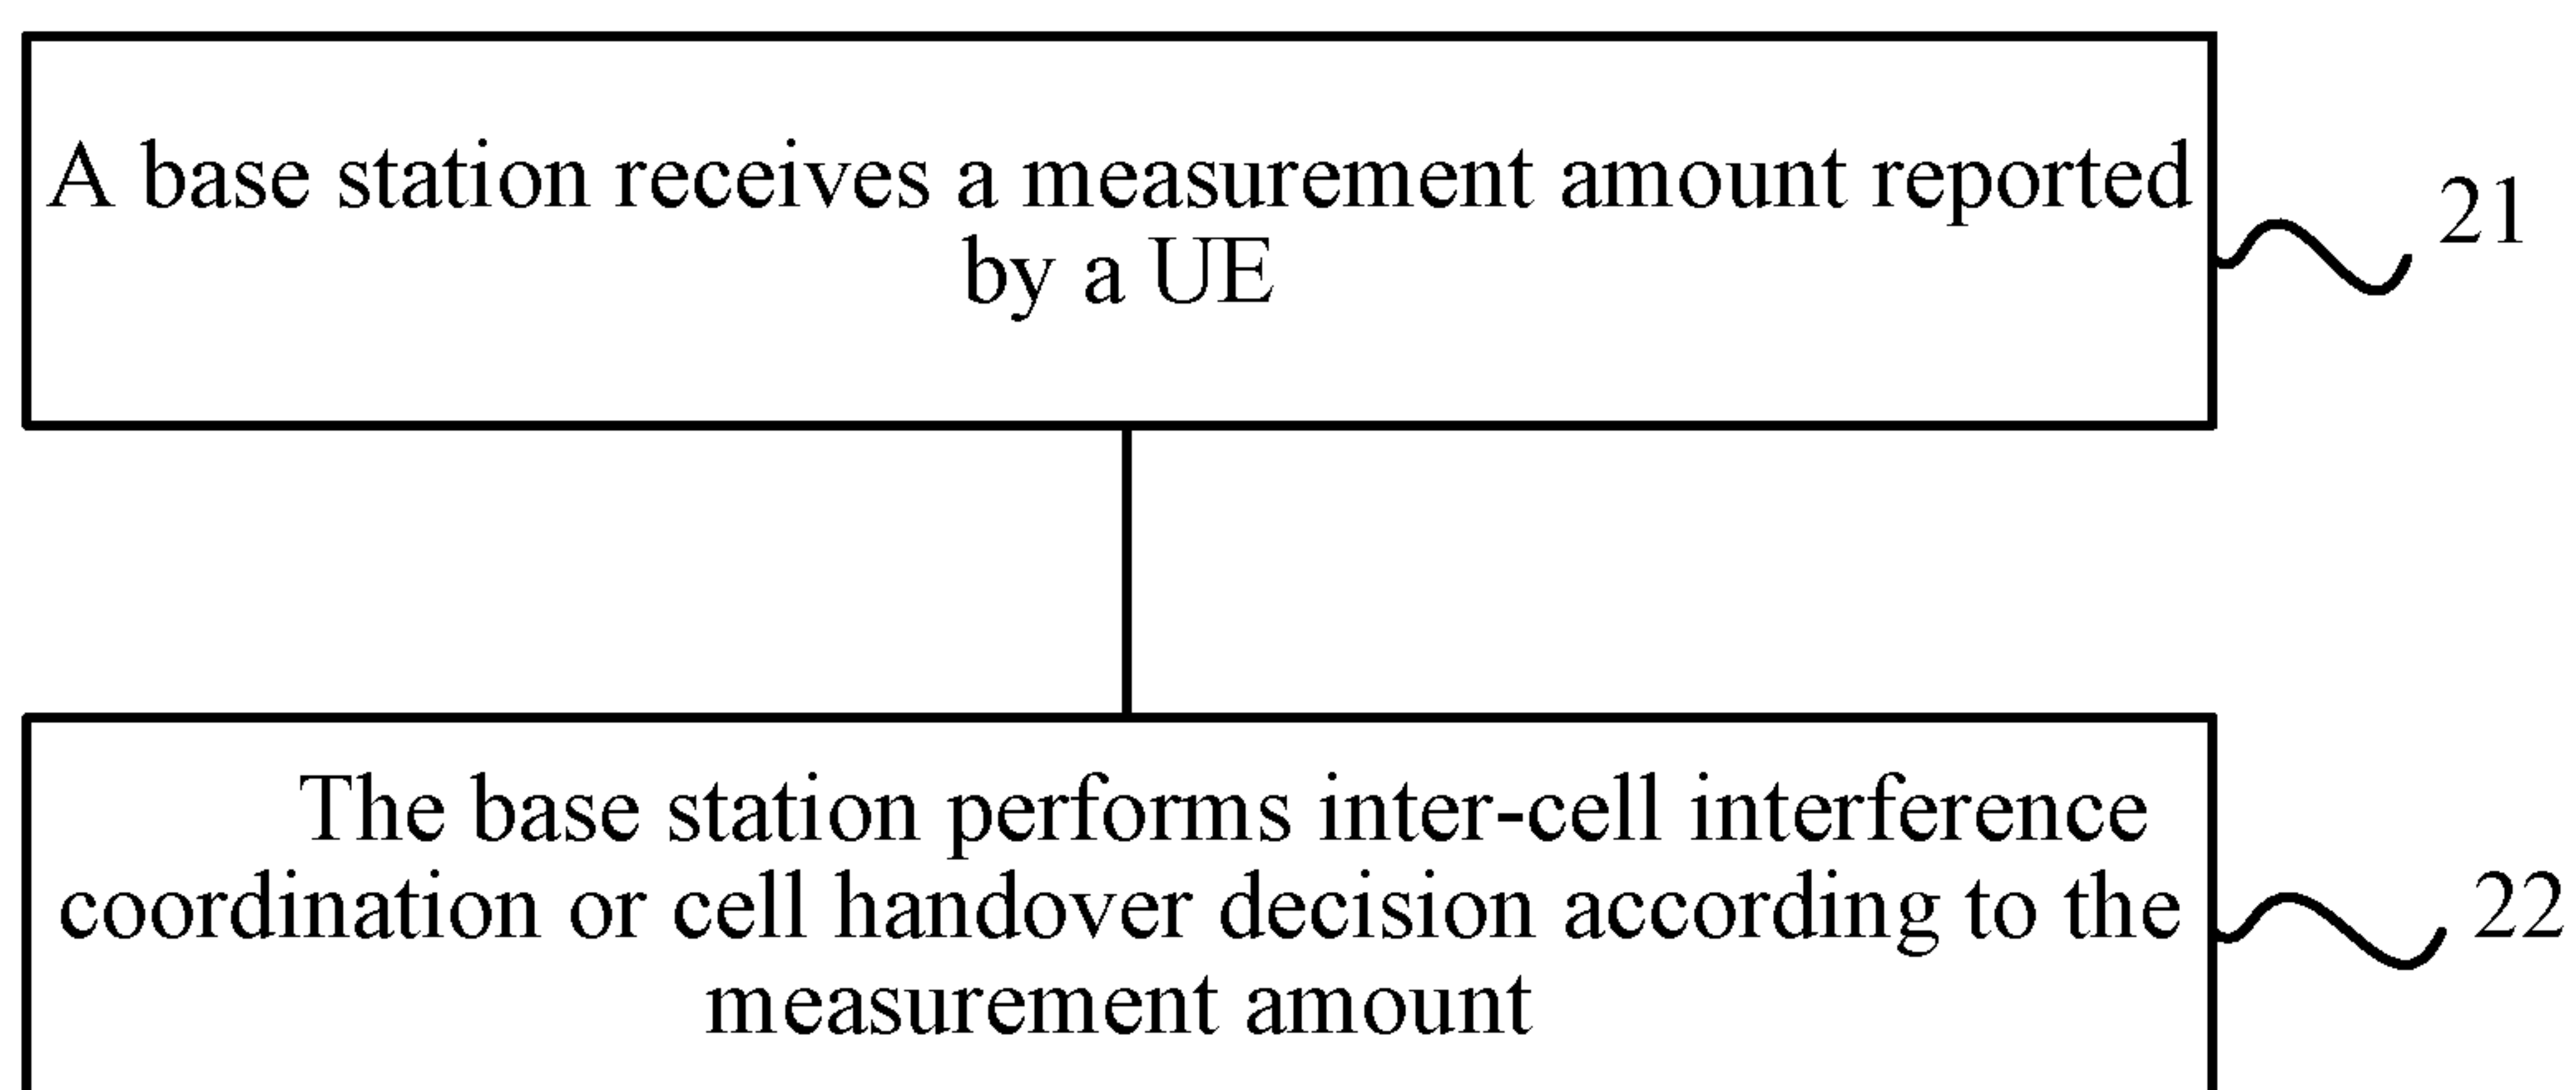 A base station receives a measurement amount reported
by a UE
21
The base station performs inter-cell interference
coordination or cell handover decision according to the
measurement amount
22